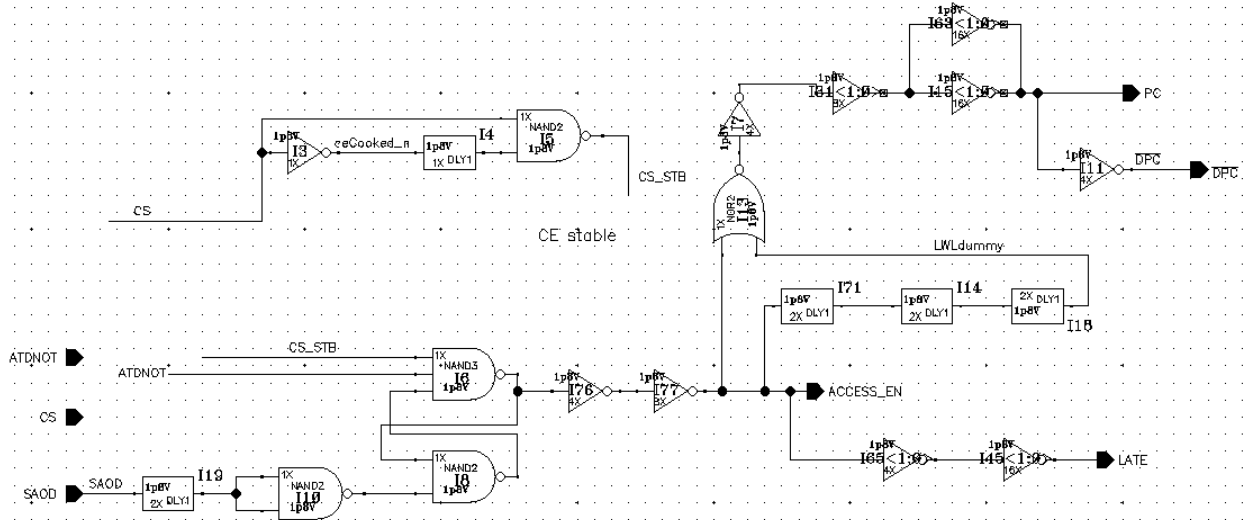 1p8V
I63<1:0>
16X
1p8V
I61<1:0>
8X
1p8V
I15<1:0>
16X
PC
1p8V
I7
4X
1p8V
I11
4X
DPC
DPC
1p8V
I3
1X
ceCooked_n
I4
1p8V
1X DLY1
1X
NAND2
I5
1p8V
CS_STB
CS
CE stable
1X
NOR2
I13
1p8V
LWLdummy
I71
1p8V
2X DLY1
I14
1p8V
2X DLY1
2X DLY1
1p8V
I18
ATDNOT
CS_STB
ATDNOT
1X
NAND3
I6
1p8V
1p8V
I76
4X
1p8V
I77
8X
ACCESS_EN
CS
1p8V
I65<1:0>
4X
1p8V
I45<1:0>
16X
LATE
1X
NAND2
I8
1p8V
SAOD
SAOD
I19
1p8V
2X DLY1
1X
NAND2
I10
1p8V